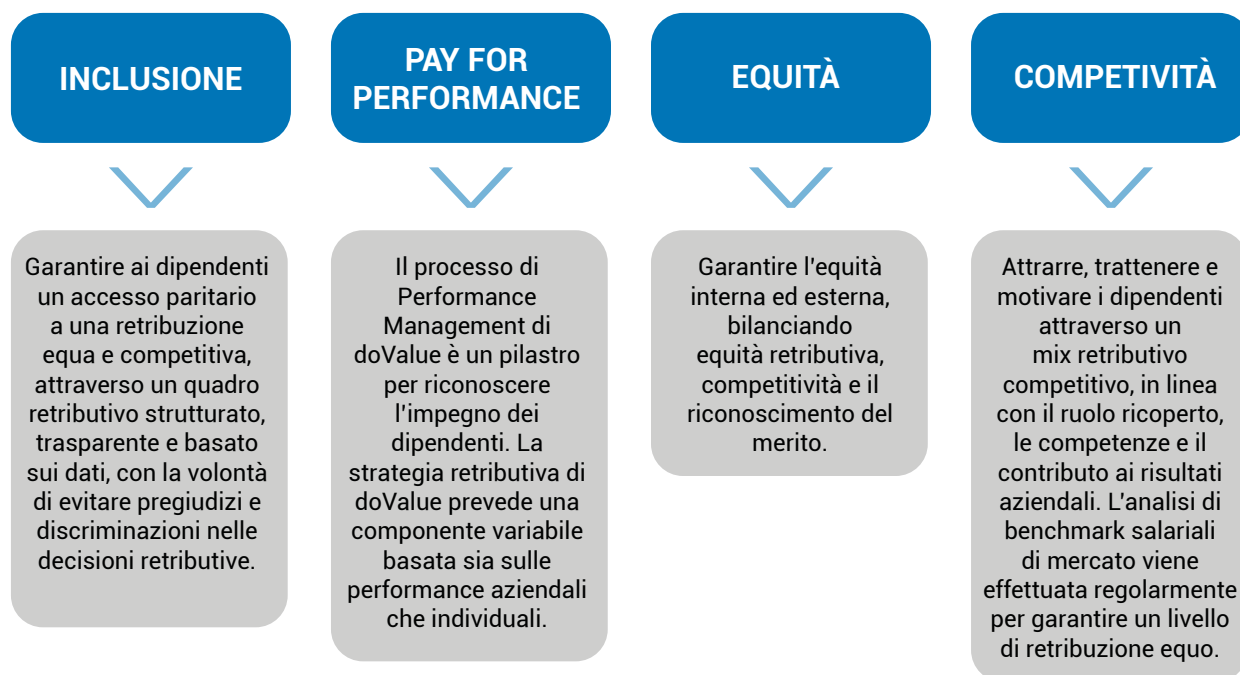 INCLUSIONE
Garantire ai dipendenti
un accesso paritario
a una retribuzione
equa e competitiva,
attraverso un quadro
retributivo strutturato,
trasparente e basato
sui dati, con la volontà
di evitare pregiudizi e
discriminazioni nelle
decisioni retributive.
PAY FOR
PERFORMANCE
Il processo di
Performance
Management di
doValue è un pilastro
per riconoscere
l'impegno dei
dipendenti. La
strategia retributiva di
doValue prevede una
componente variabile
basata sia sulle
performance aziendali
che individuali.
EQUITÀ
Garantire l'equità
interna ed esterna,
bilanciando
equità retributiva,
competitività e il
riconoscimento del
merito.
COMPETIVITÀ
Attrarre, trattenere e
motivare i dipendenti
attraverso un
mix retributivo
competitivo, in linea
con il ruolo ricoperto,
le competenze e il
contributo ai risultati
aziendali. L'analisi di
benchmark salariali
di mercato viene
effettuata regolarmente
per garantire un livello
di retribuzione equo.